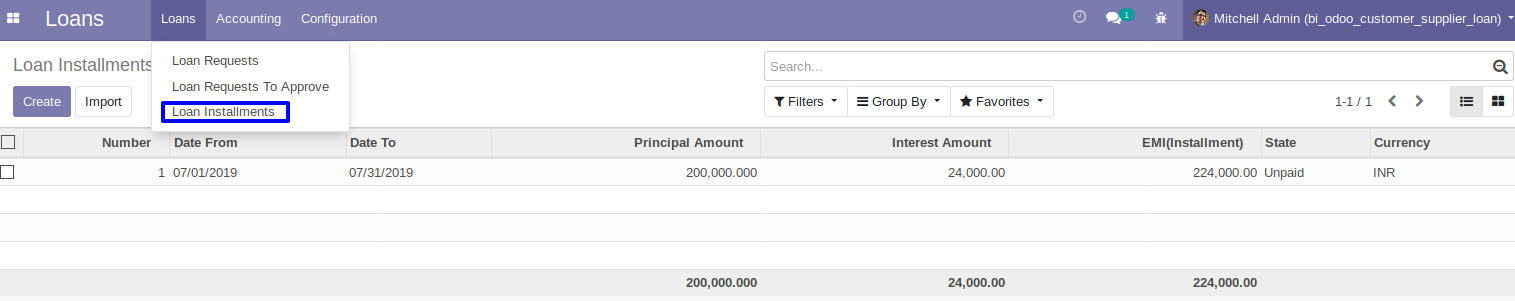 Loans Loans Accounting Configuration 1 Mitchell Admin (bi_odoo_customer_supplier_loan)
Loan Installments
Loan Requests
Loan Requests To Approve
Loan Installments
Search...
Create Import
Filters Group By Favorites 1-1 / 1
Number Date From Date To Principal Amount Interest Amount EMI(Installment) State Currency
1 07/01/2019 07/31/2019 200,000.000 24,000.00 224,000.00 Unpaid INR
200,000.000 24,000.00 224,000.00